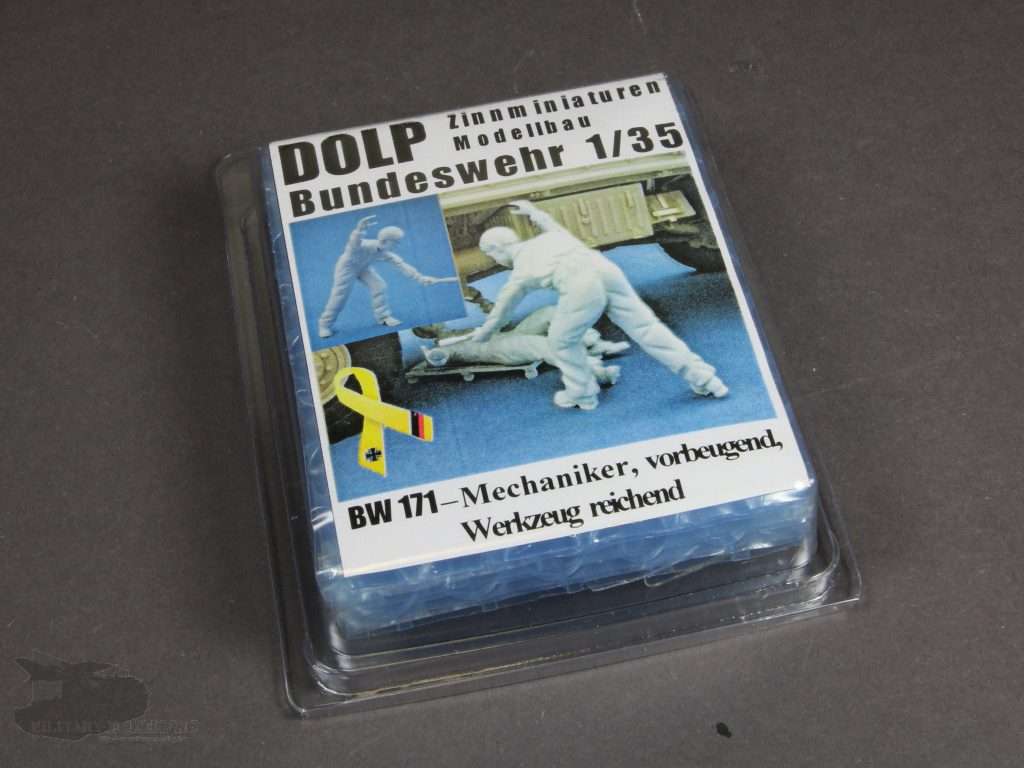 DOLP Zinnminiaturen
Modellbau
Bundeswehr 1/35
BW 171–Mechaniker, vorbeugend,
Werkzeug reichend